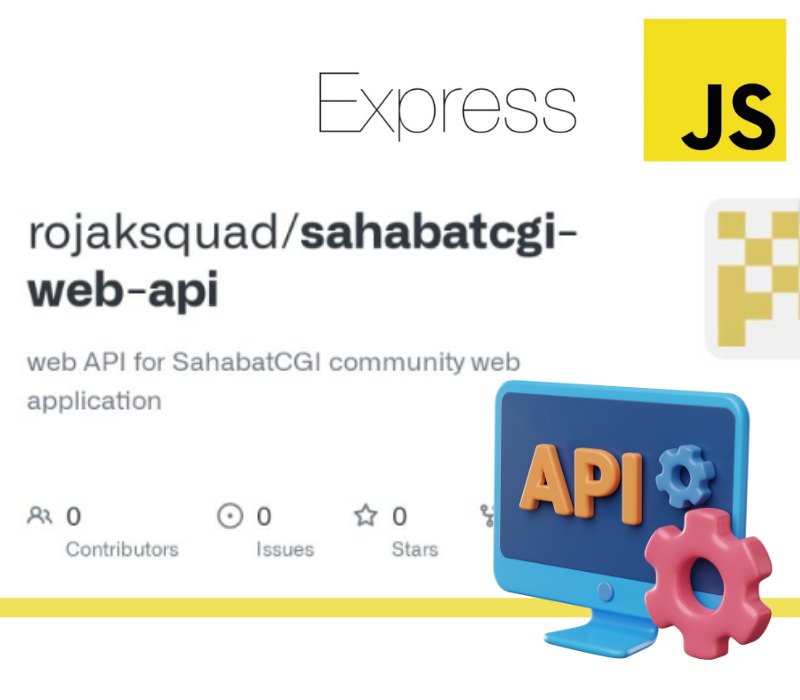 Express
JS
rojaksquad/sahabatcgi-
web-api
web API for SahabatCGI community web
application
0
Contributors
0
Issues
0
Stars
API